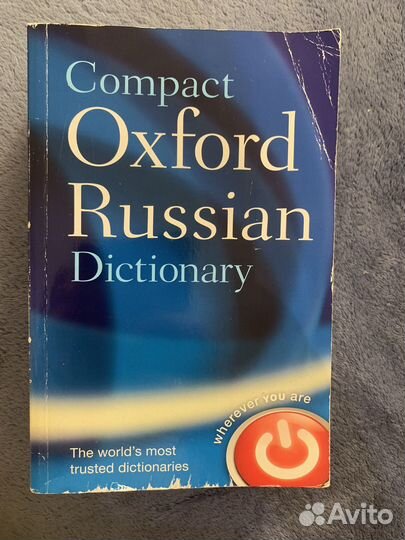 Compact
Oxford
Russian
Dictionary
wherever you are
The world's most
trusted dictionaries
Avito